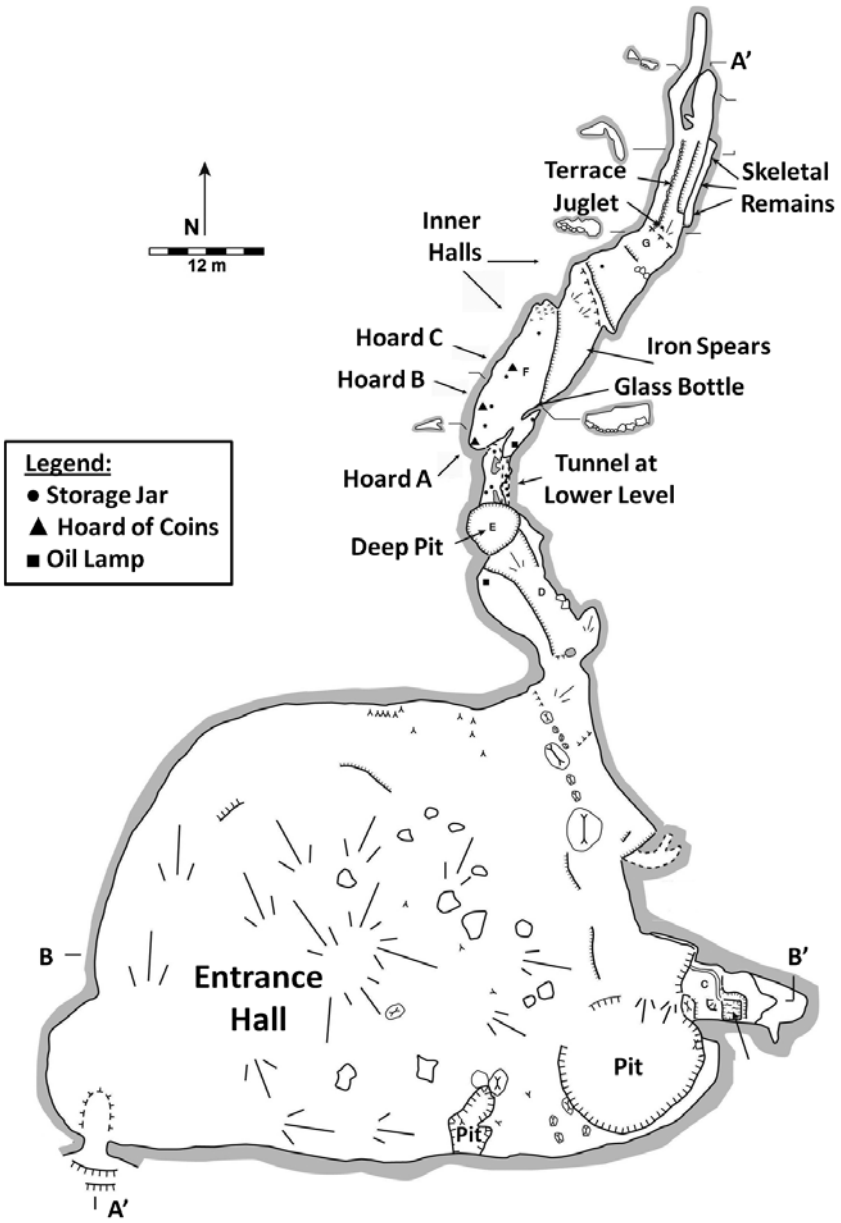 A’
Terrace
Juglet
Skeletal
Remains
N
12 m
Inner
Halls
G
Hoard C
Iron Spears
Hoard B
F
Glass Bottle
Hoard A
Tunnel at
Lower Level
Legend:
Storage Jar
Hoard of Coins
Oil Lamp
Deep Pit
E
D
B
B’
C
Entrance
Hall
Pit
Pit
A’